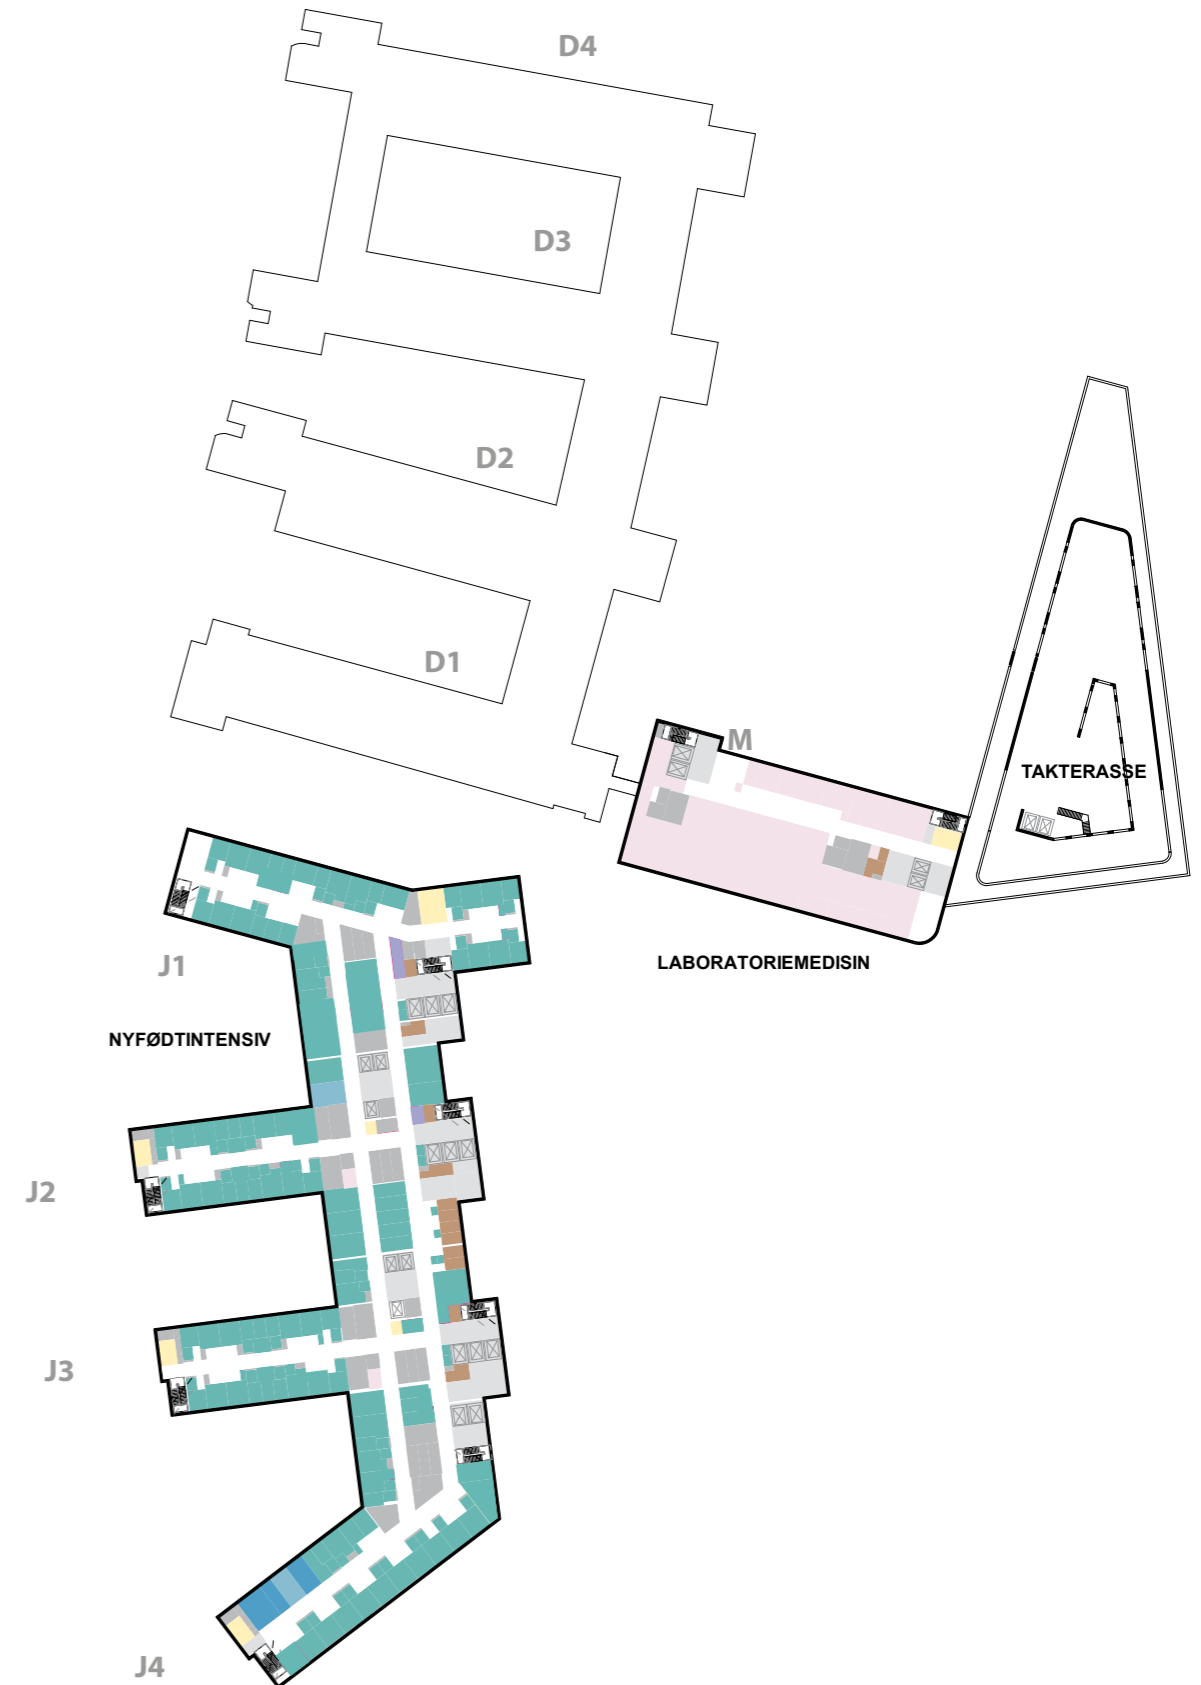 D4
D3
D2
D1
M
TAKTERASSE
LABORATORIEMEDISIN
J1
NYFØDTINTENSIV
J2
J3
J4